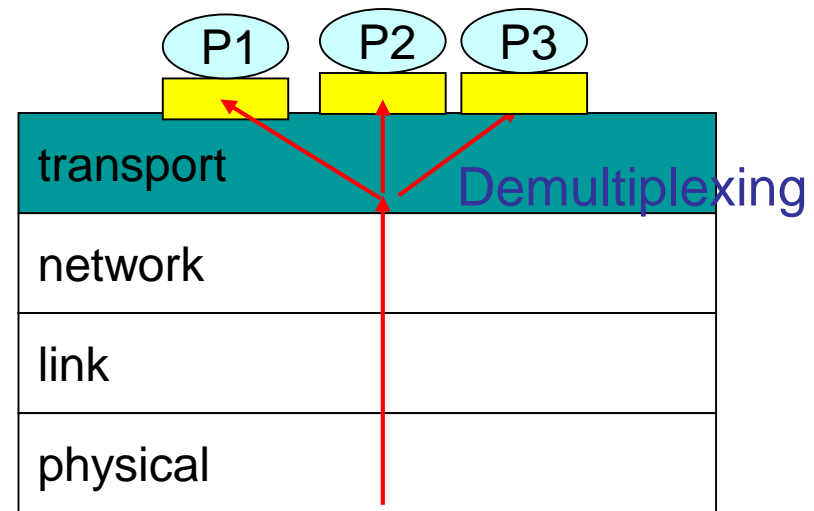 P1 P2 P3
transport
Demultiplexing
network
link
physical